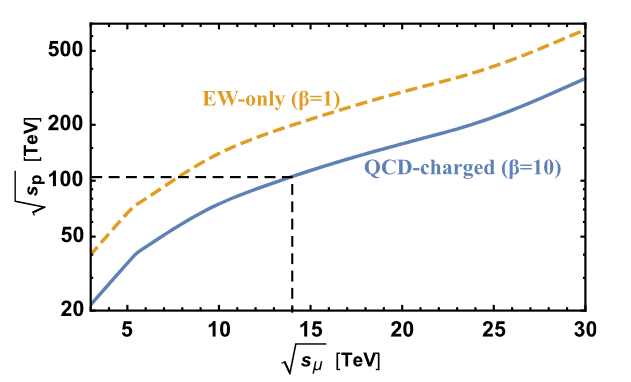 500
200
100
50
20
√s_p [TeV]
EW-only (β=1)
QCD-charged (β=10)
5
10
15
20
25
30
√s_μ [TeV]